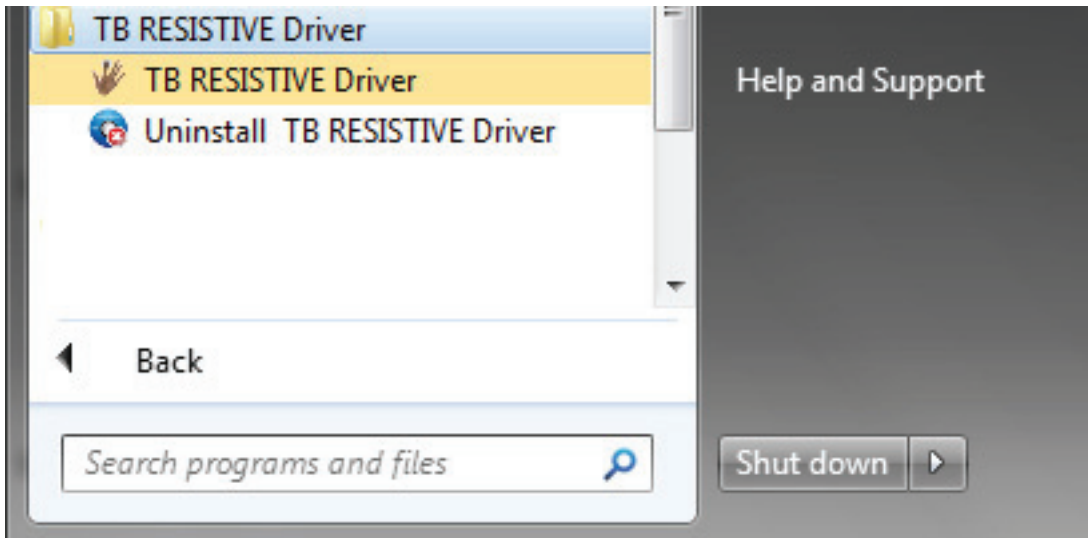 TB RESISTIVE Driver
TB RESISTIVE Driver
Uninstall  TB RESISTIVE Driver
Back
Search programs and files
Help and Support
Shut down